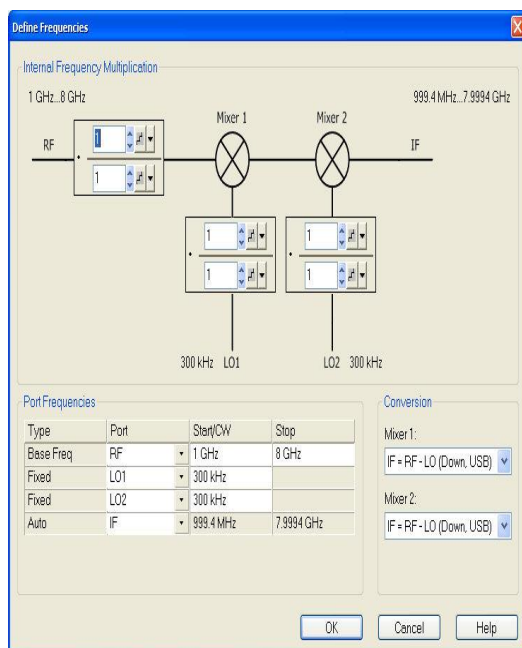 Define Frequencies
Internal Frequency Multiplication
1 GHz...8 GHz
999.4 MHz...7.9994 GHz
Mixer 1
Mixer 2
RF
IF
1
1
1
1
1
1
300 kHz LO1
LO2 300 kHz
Port Frequencies
Type Port Start/CW Stop
Base Freq RF 1 GHz 8 GHz
Fixed LO1 300 kHz
Fixed LO2 300 kHz
Auto IF 999.4 MHz 7.9994 GHz
Conversion
Mixer 1:
IF = RF - LO (Down, USB)
Mixer 2:
IF = RF - LO (Down, USB)
OK Cancel Help